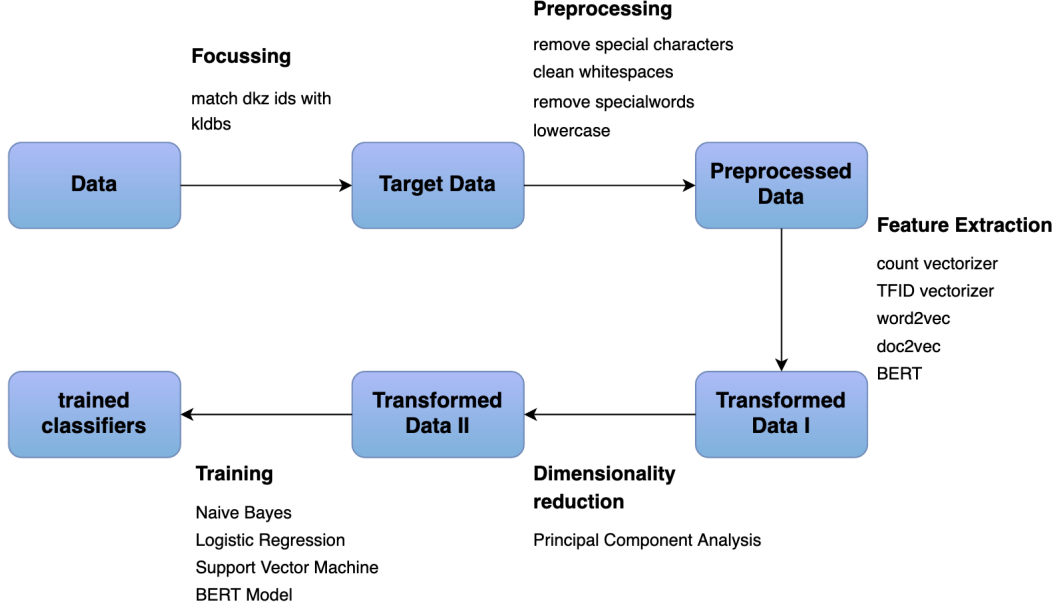 Focussing
match dkz ids with
kldbs
Preprocessing
remove special characters
clean whitespaces
remove specialwords
lowercase
Data
Target Data
Preprocessed
Data
Feature Extraction
count vectorizer
TFID vectorizer
word2vec
doc2vec
BERT
Transformed
Data I
Dimensionality
reduction
Principal Component Analysis
Transformed
Data II
Training
Naive Bayes
Logistic Regression
Support Vector Machine
BERT Model
trained
classifiers